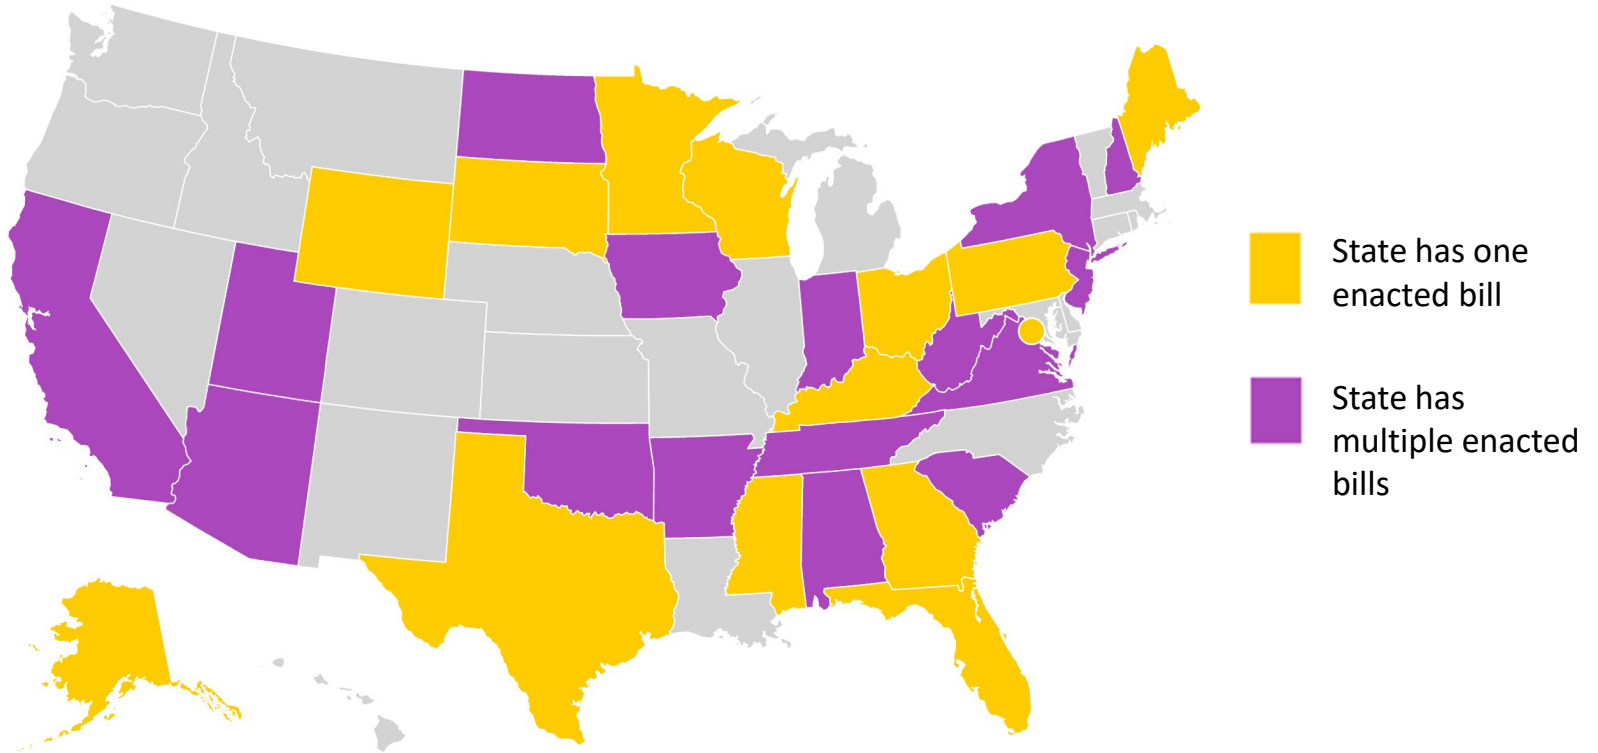 State has one
enacted bill
State has
multiple enacted
bills